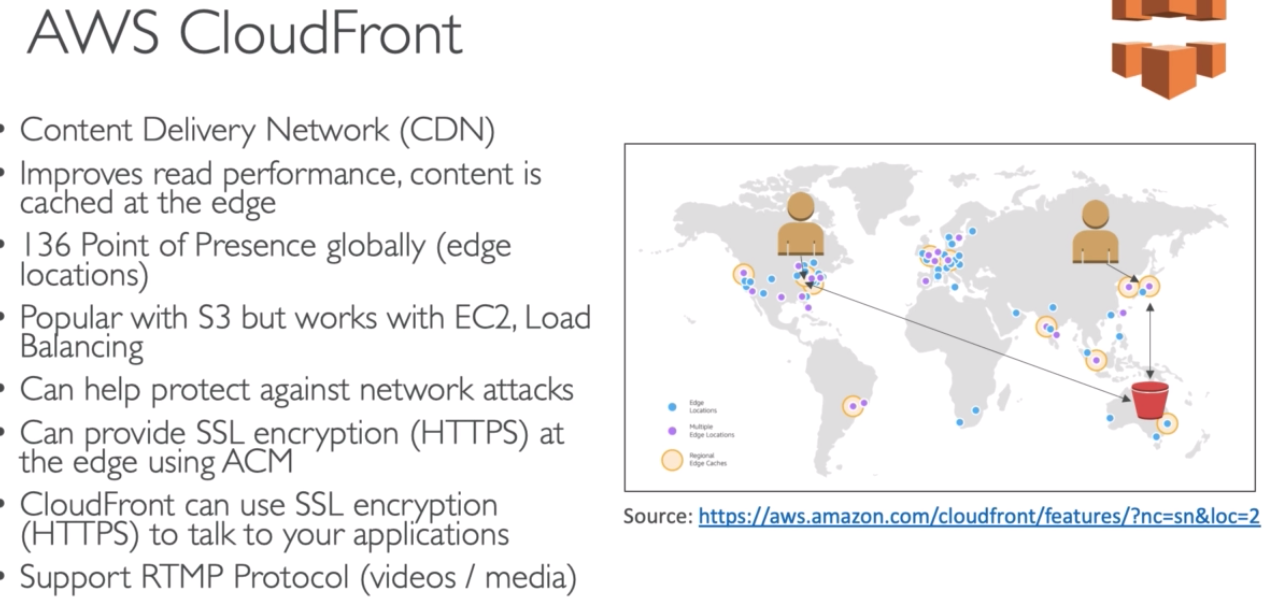 AWS CloudFront
• Content Delivery Network (CDN)
• Improves read performance, content is
cached at the edge
• 136 Point of Presence globally (edge
locations)
• Popular with S3 but works with EC2, Load
Balancing
• Can help protect against network attacks
• Can provide SSL encryption (HTTPS) at
the edge using ACM
• CloudFront can use SSL encryption
(HTTPS) to talk to your applications
• Support RTMP Protocol (videos / media)
Edge
Locations
Multiple
Edge Locations
Regional
Edge Caches
Source: https://aws.amazon.com/cloudfront/features/?nc=sn&loc=2